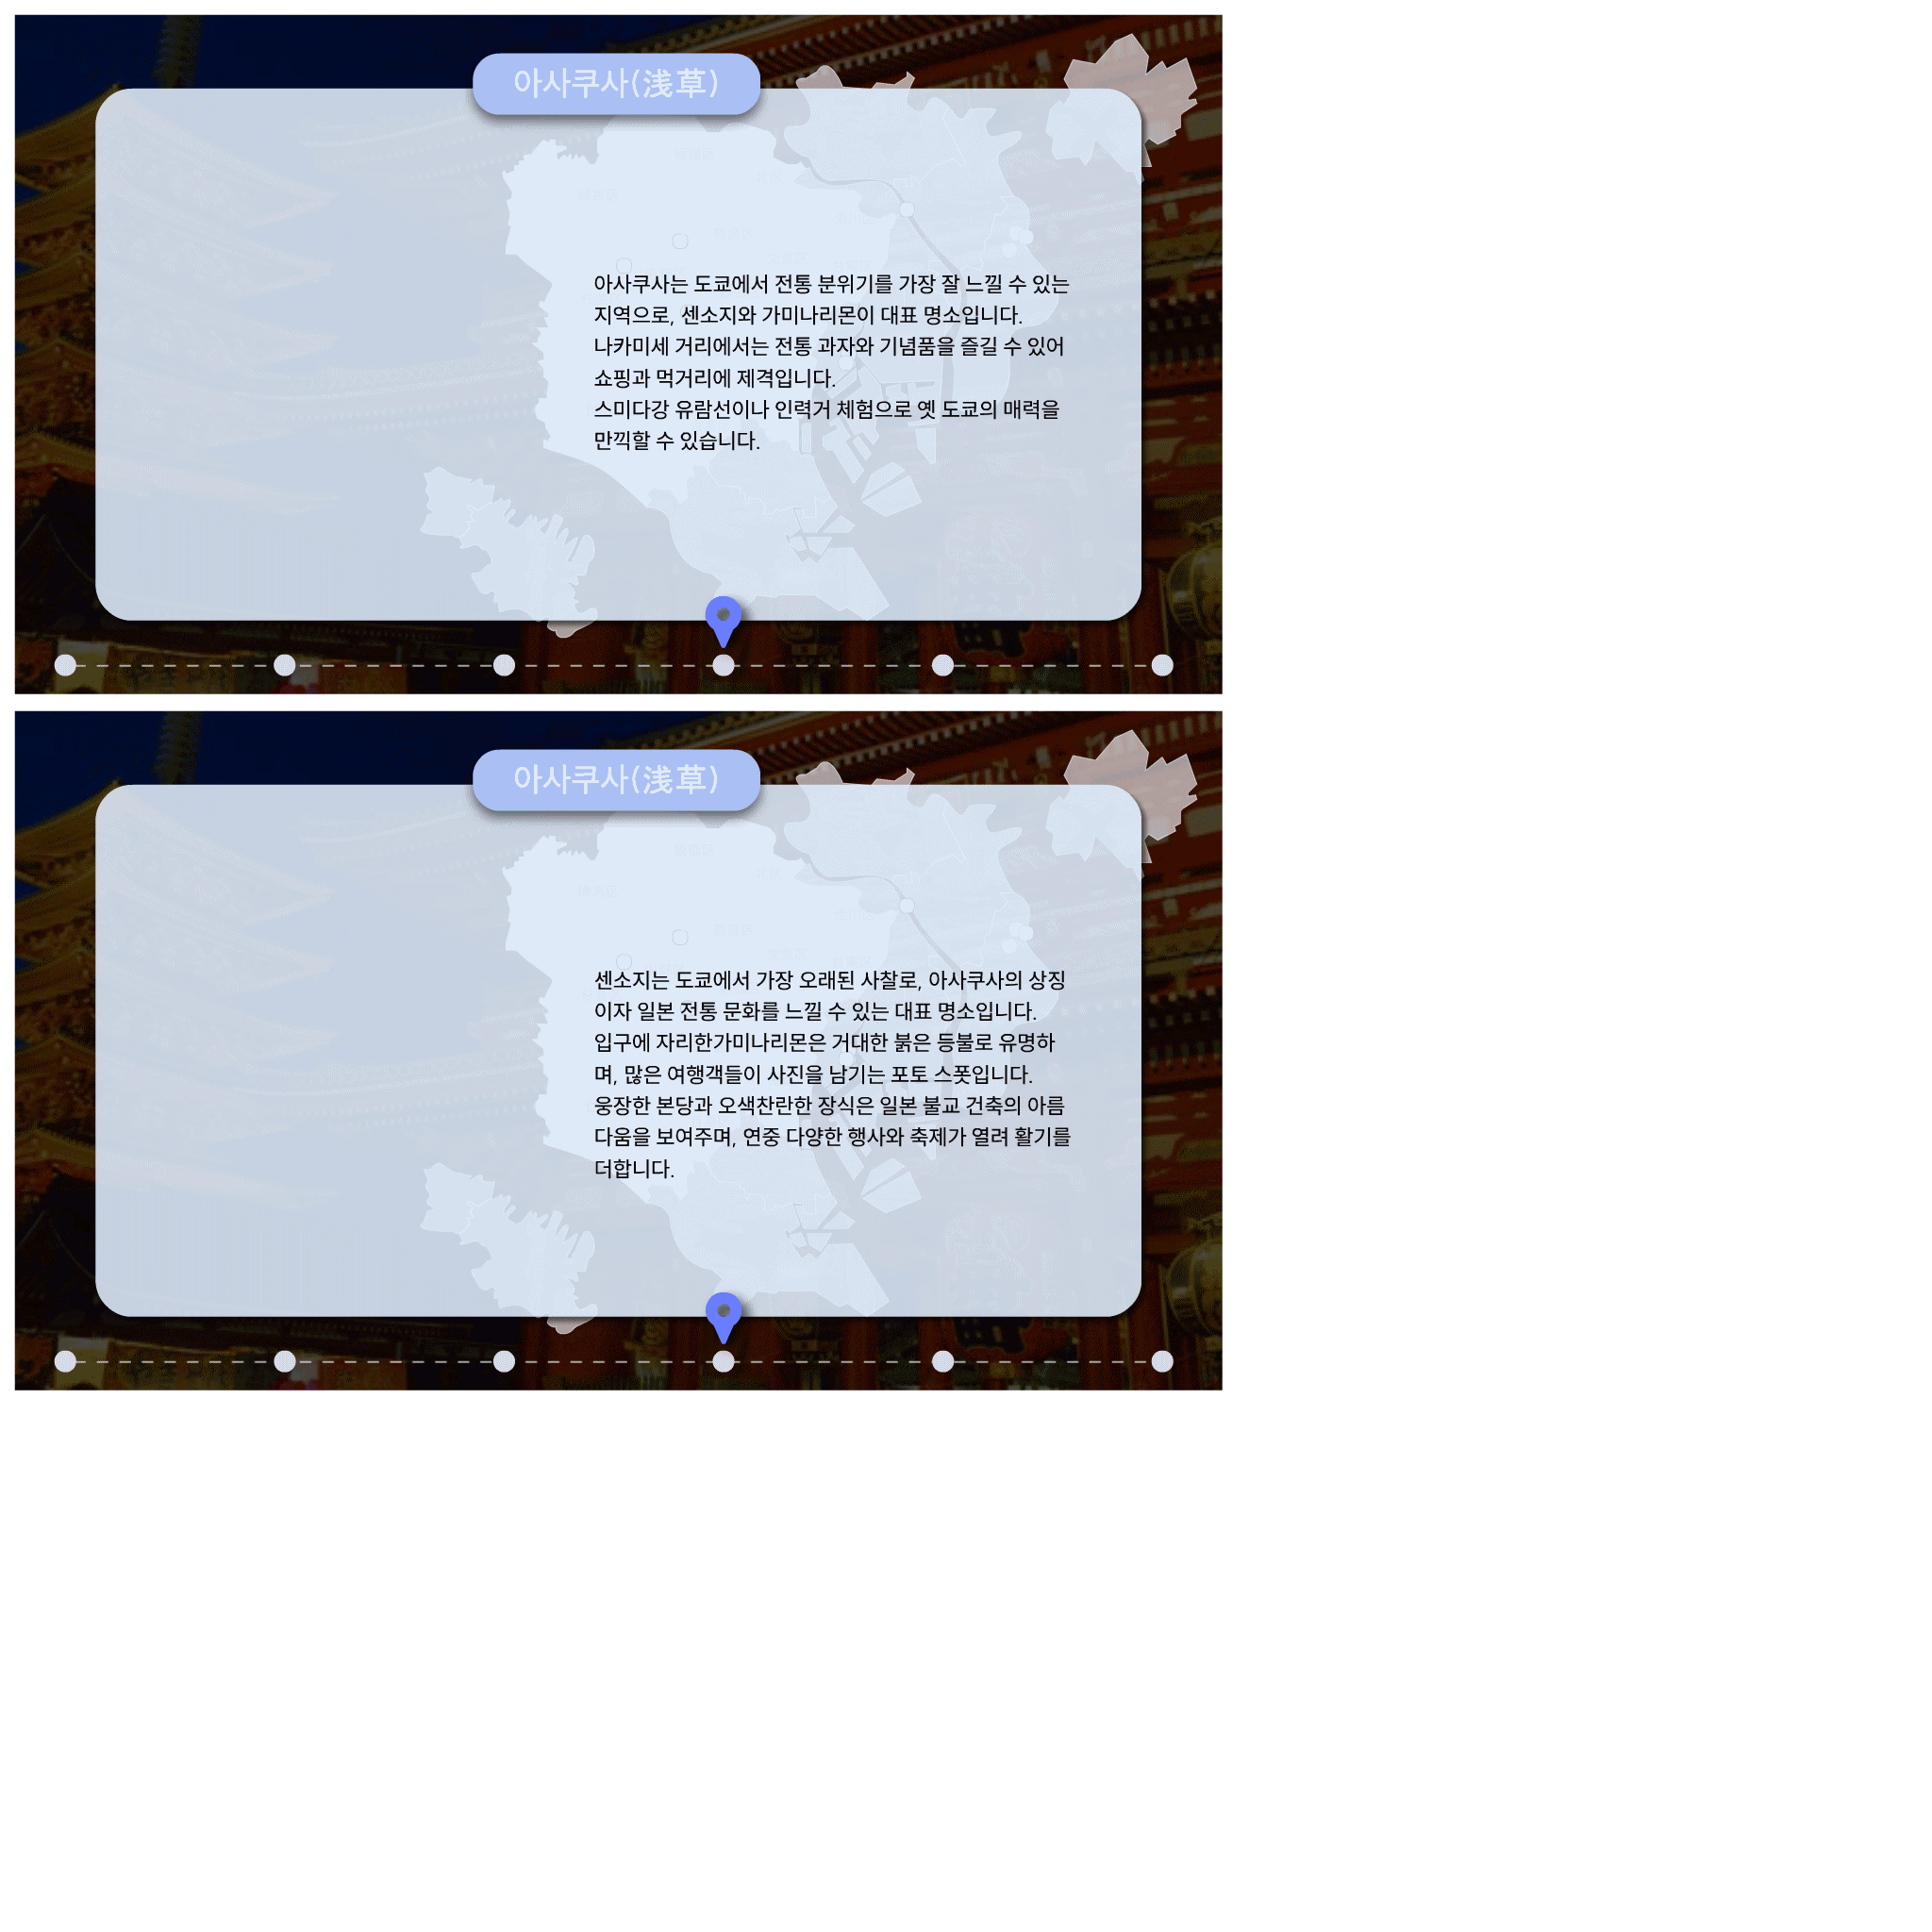 아사쿠사(浅草)
아사쿠사는 도쿄에서 전통 분위기를 가장 잘 느낄 수 있는
지역으로, 센소지와 가미나리몬이 대표 명소입니다.
나카미세 거리에서는 전통 과자와 기념품을 즐길 수 있어
쇼핑과 먹거리에 제격입니다.
스미다강 유람선이나 인력거 체험으로 옛 도쿄의 매력을
만끽할 수 있습니다.
아사쿠사(浅草)
센소지는 도쿄에서 가장 오래된 사찰로, 아사쿠사의 상징
이자 일본 전통 문화를 느낄 수 있는 대표 명소입니다.
입구에 자리한가미나리몬은 거대한 붉은 등불로 유명하
며, 많은 여행객들이 사진을 남기는 포토 스폿입니다.
웅장한 본당과 오색찬란한 장식은 일본 불교 건축의 아름
다움을 보여주며, 연중 다양한 행사와 축제가 열려 활기를
더합니다.